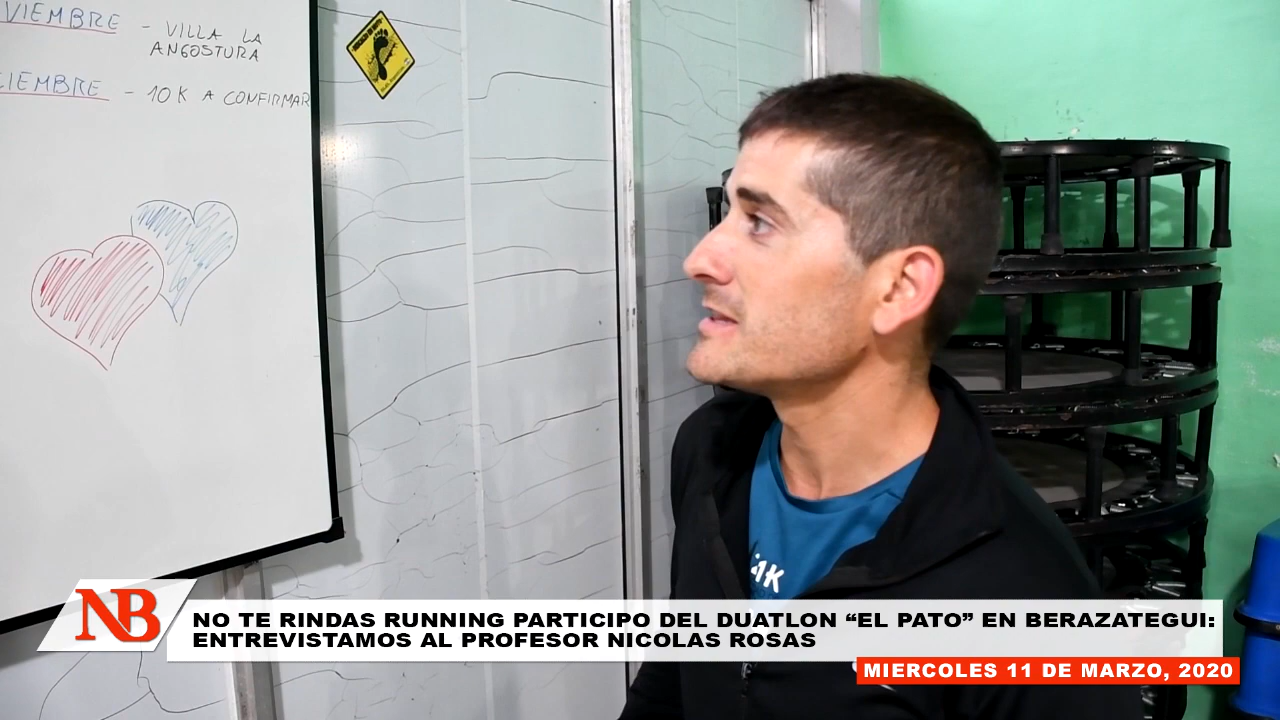 VIEMBRE - VILLA LA
ANGOSTURA
CIEMBRE - 10K A CONFIRMAR
NB
NO TE RINDAS RUNNING PARTICIPO DEL DUATLON “EL PATO” EN BERAZATEGUI:
ENTREVISTAMOS AL PROFESOR NICOLAS ROSAS
MIERCOLES 11 DE MARZO, 2020